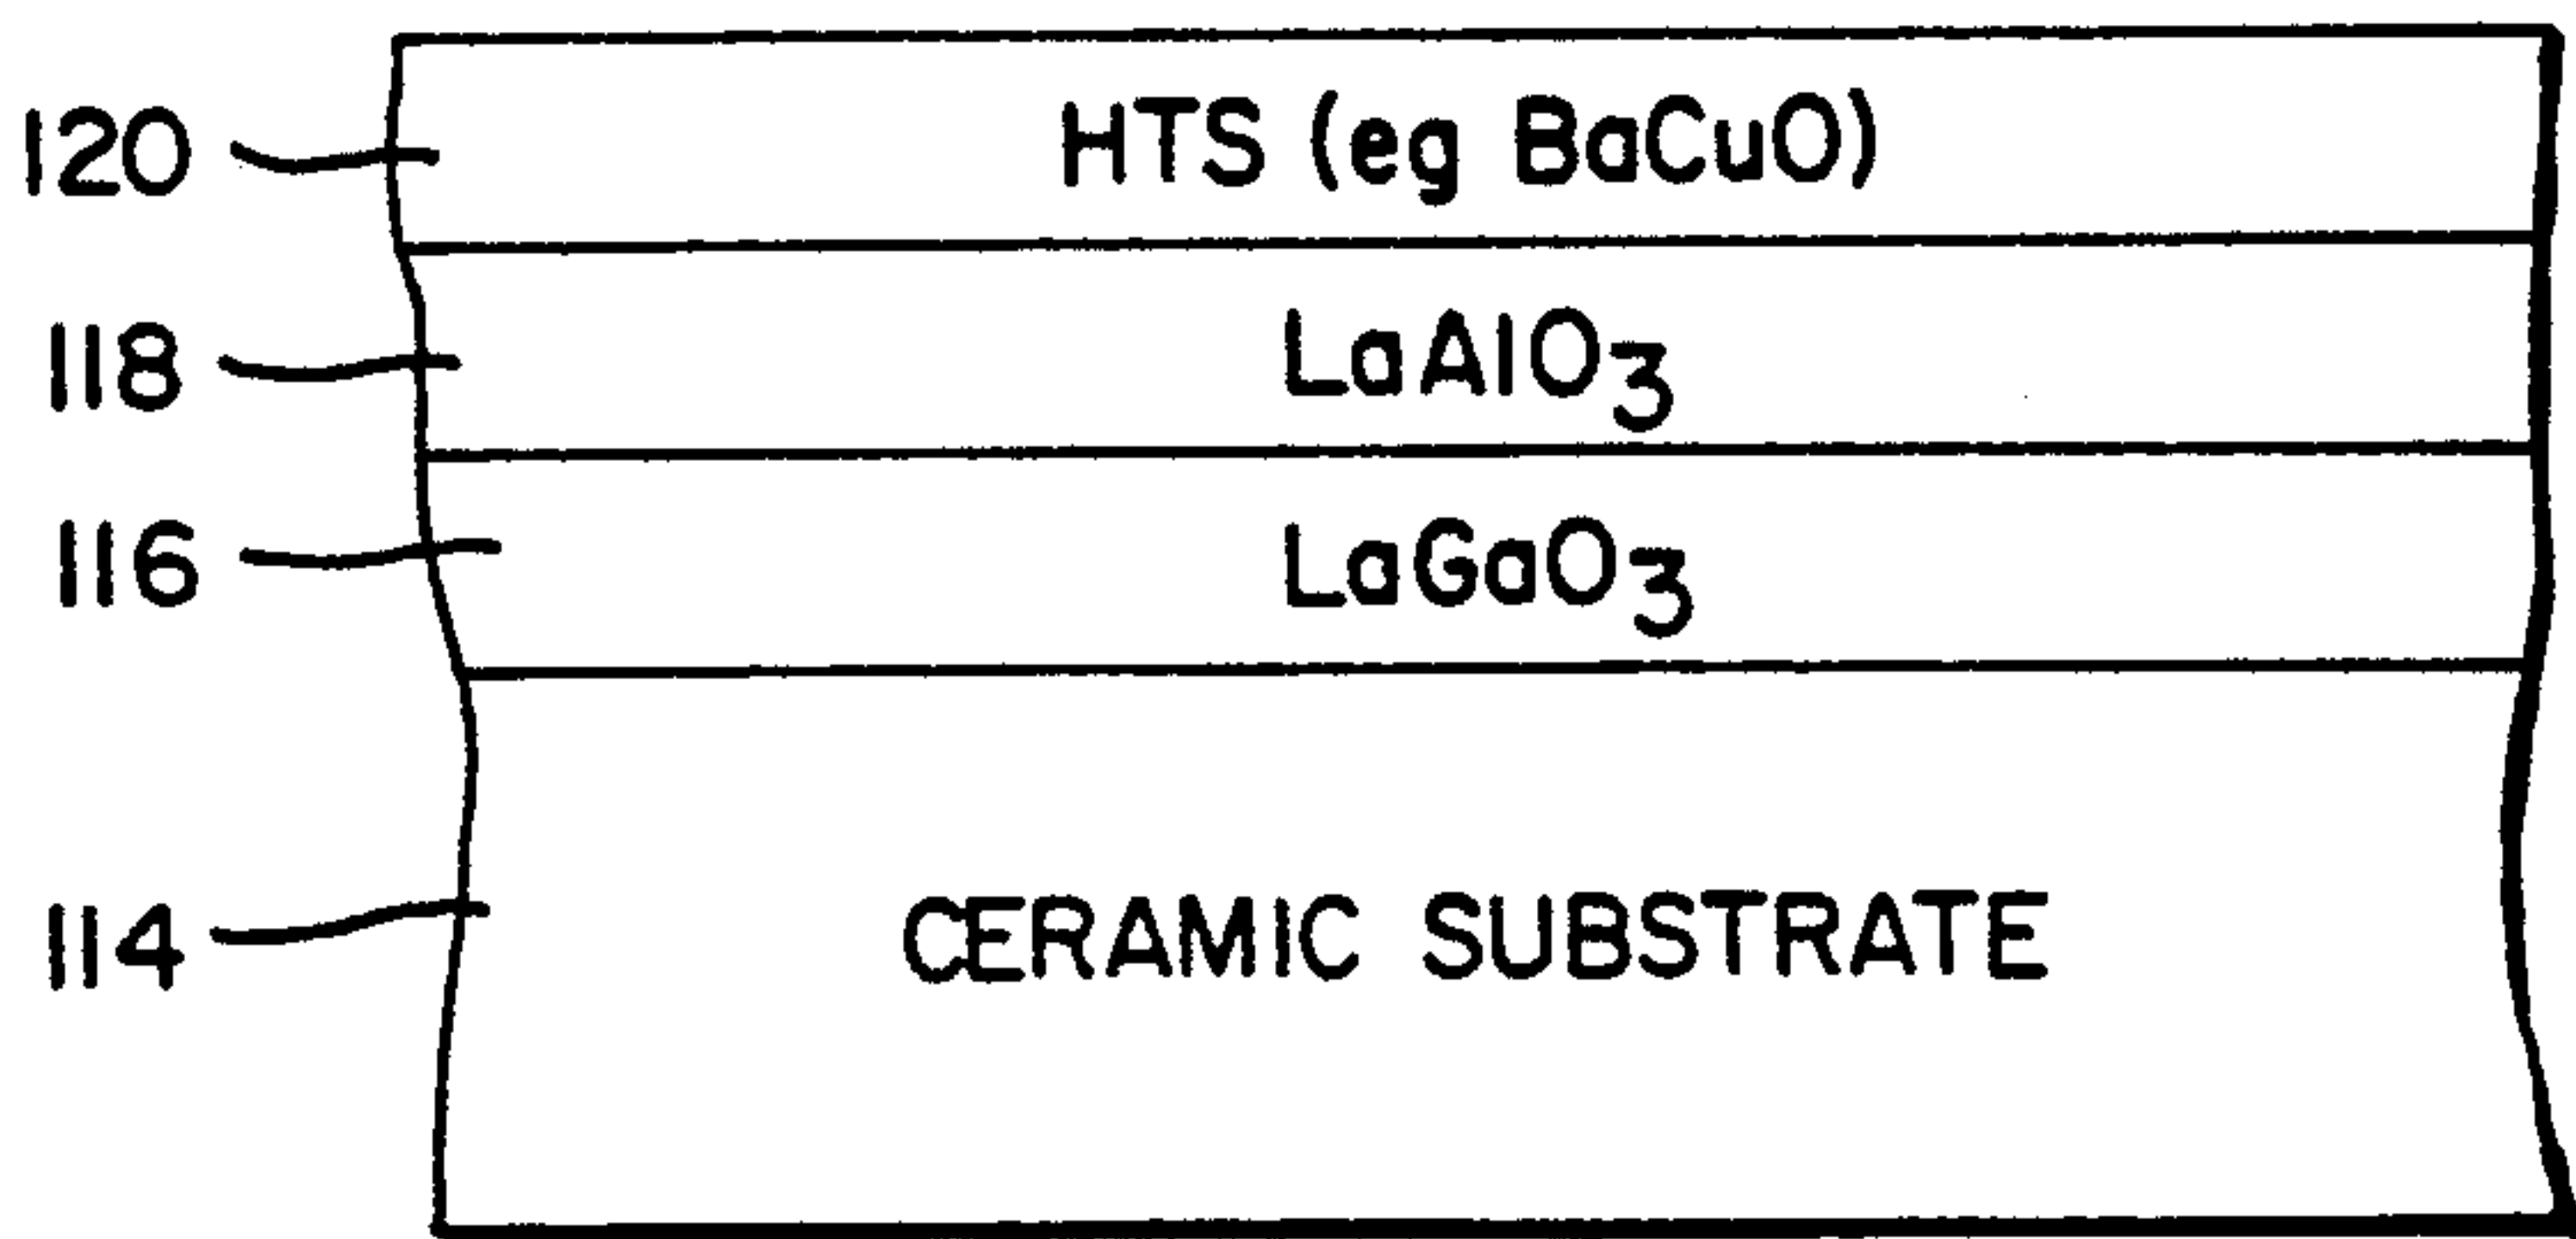 120 HTS (eg BaCuO)
118 LaAlO₃
116 LaGaO₃
114 CERAMIC SUBSTRATE